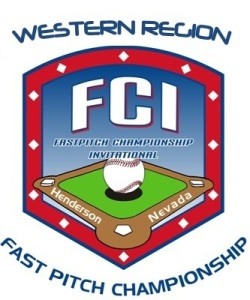 WESTERN REGION
FCI
FASTPITCH CHAMPIONSHIP
INVITATIONAL
Henderson
Nevada
FAST PITCH CHAMPIONSHIP